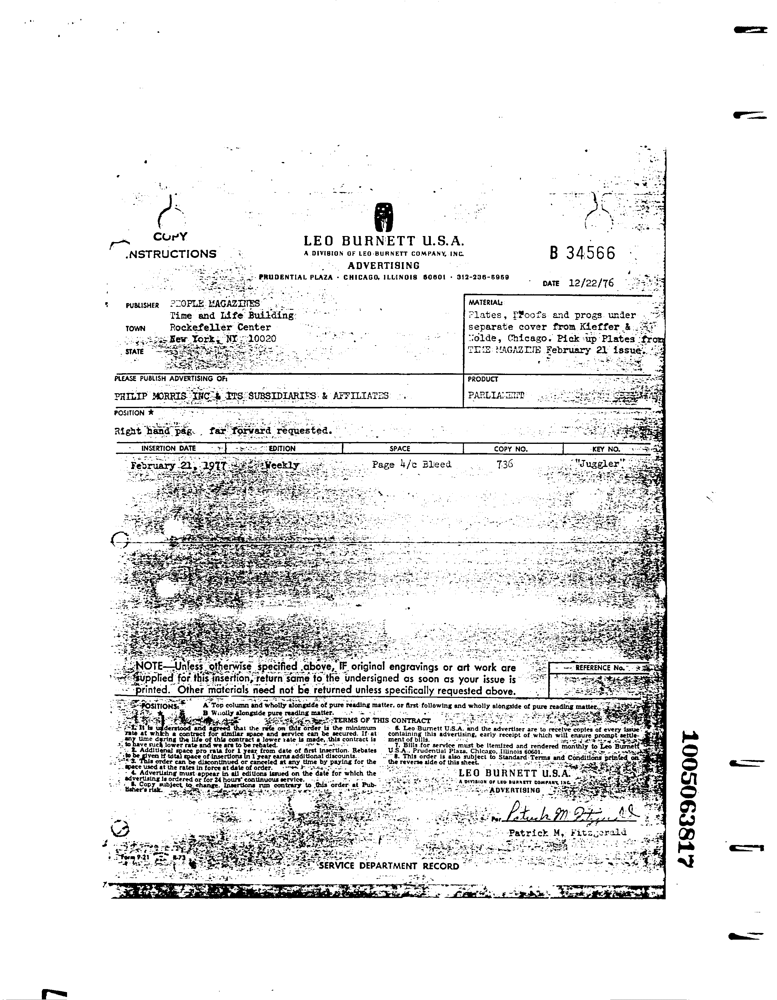 COPY
INSTRUCTIONS
LEO BURNETT U.S.A.
A DIVISION OF LEO BURNETT COMPANY, INC.
ADVERTISING
PRUDENTIAL PLAZA · CHICAGO, ILLINOIS 60601 · 312-236-5959
B 34566
DATE 12/22/76
PUBLISHER PEOPLE MAGAZINES
Time and Life Building
TOWN Rockefeller Center
New York, NY 10020
STATE
MATERIAL:
Plates, Proofs and progs under
separate cover from Kieffer &
Nolde, Chicago. Pick up Plates from
TIME MAGAZINE February 21 issue.
PLEASE PUBLISH ADVERTISING OF:
PHILIP MORRIS INC & ITS SUBSIDIARIES & AFFILIATES
PRODUCT
PARLIAMENT
POSITION *
Right hand pag. far forward requested.
INSERTION DATE EDITION SPACE COPY NO. KEY NO.
February 21, 1977 Weekly Page 4/c Bleed 736 "Juggler"
NOTE—Unless otherwise specified above, IF original engravings or art work are
supplied for this insertion, return same to the undersigned as soon as your issue is
printed. Other materials need not be returned unless specifically requested above.
REFERENCE No.
POSITIONS: A Top column and wholly alongside of pure reading matter, or first following and wholly alongside of pure reading matter.
B Wholly alongside pure reading matter.
TERMS OF THIS CONTRACT
1. It is understood and agreed that the rate on this order is the minimum
rate at which a contract for similar space and service can be secured. If at
any time during the life of this contract a lower rate is made, this contract is
to have such lower rate and we are to be rebated.
2. Additional space pro rata for 1 year from date of first insertion. Rebates
to be given if total space of insertions in 1 year earns additional discounts.
3. This order can be discontinued or canceled at any time by paying for the
space used at the rates in force at date of order.
4. Advertising must appear in all editions issued on the date for which the
advertising is ordered or for 24 hours' continuous service.
5. Copy subject to change. Insertions run contrary to this order at Pub-
lisher's risk.
6. Leo Burnett U.S.A. and the advertiser are to receive copies of every issue
containing this advertising, early receipt of which will ensure prompt settle-
ment of bills.
7. Bills for service must be itemized and rendered monthly to Leo Burnett
U.S.A., Prudential Plaza, Chicago, Illinois 60601.
8. This order is also subject to Standard Terms and Conditions printed on
the reverse side of this sheet.
LEO BURNETT U.S.A.
A DIVISION OF LEO BURNETT COMPANY, INC.
ADVERTISING
Patrick M. Fitzgerald
Patrick M. Fitzgerald
SERVICE DEPARTMENT RECORD
1005063817